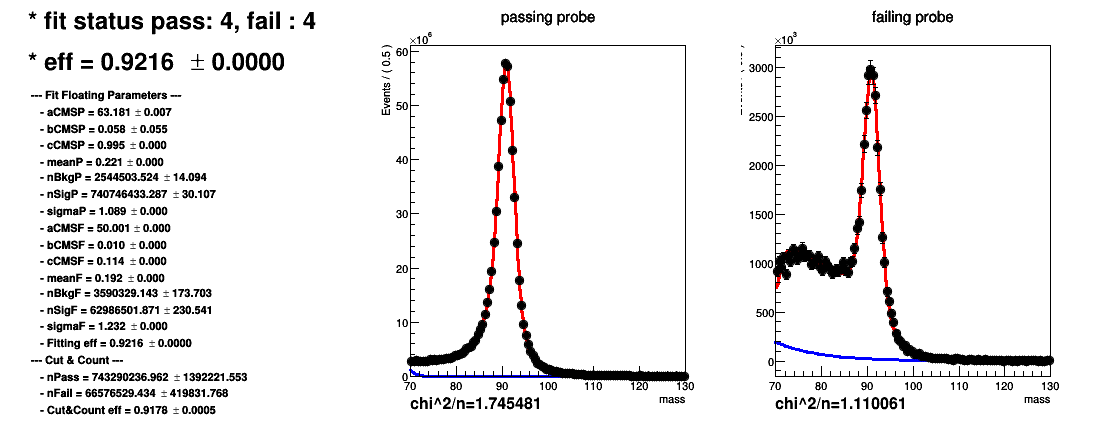 * fit status pass: 4, fail : 4
* eff = 0.9216 ± 0.0000
--- Fit Floating Parameters ---
- aCMSP = 63.181 ± 0.007
- bCMSP = 0.058 ± 0.055
- cCMSP = 0.995 ± 0.000
- meanP = 0.221 ± 0.000
- nBkgP = 2544503.524 ± 14.094
- nSigP = 740746433.287 ± 30.107
- sigmaP = 1.089 ± 0.000
- aCMSF = 50.001 ± 0.000
- bCMSF = 0.010 ± 0.000
- cCMSF = 0.114 ± 0.000
- meanF = 0.192 ± 0.000
- nBkgF = 3590329.143 ± 173.703
- nSigF = 62986501.871 ± 230.541
- sigmaF = 1.232 ± 0.000
- Fitting eff = 0.9216 ± 0.0000
--- Cut & Count ---
- nPass = 743290236.962 ± 1392221.553
- nFail = 66576529.434 ± 419831.768
- Cut&Count eff = 0.9178 ± 0.0005
passing probe
×10⁶
Events / ( 0.5 )
60
50
40
30
20
10
0
70 80 90 100 110 120 130
mass
chi^2/n=1.745481
failing probe
×10³
3000
2500
2000
1500
1000
500
0
70 80 90 100 110 120 130
mass
chi^2/n=1.110061